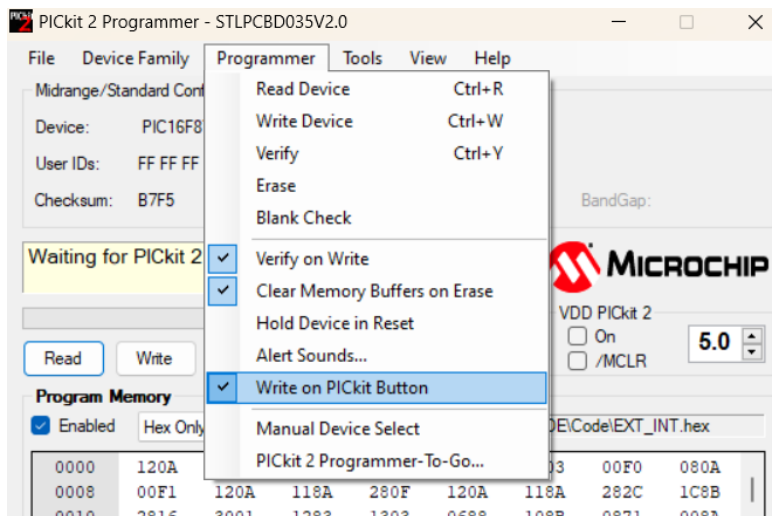 PICkit 2 Programmer - STLPCBD035V2.0
File Device Family Programmer Tools View Help
Midrange/Standard Conf
Device: PIC16F8
User IDs: FF FF FF
Checksum: B7F5
BandGap:
Waiting for PICkit 2
Read Device Ctrl+R
Write Device Ctrl+W
Verify Ctrl+Y
Erase
Blank Check
Verify on Write
Clear Memory Buffers on Erase
Hold Device in Reset
Alert Sounds...
Write on PICkit Button
Manual Device Select
PICkit 2 Programmer-To-Go...
MICROCHIP
VDD PICkit 2
On
/MCLR
5.0
Read Write
Program Memory
Enabled Hex Only
DE\Code\EXT_INT.hex
0000 120A 03 00F0 080A
0008 00F1 120A 118A 280F 120A 118A 282C 1C8B